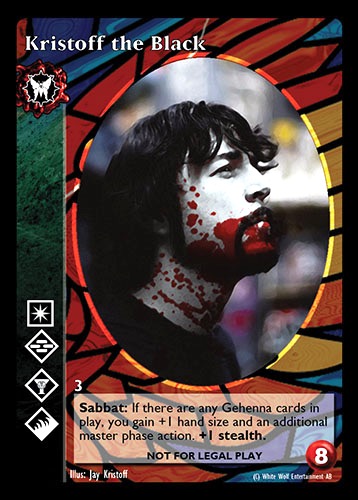 Kristoff the Black
3
Sabbat: If there are any Gehenna cards in
play, you gain +1 hand size and an additional
master phase action. +1 stealth.
NOT FOR LEGAL PLAY
8
Illus: Jay Kristoff
(C) White Wolf Entertainment AB